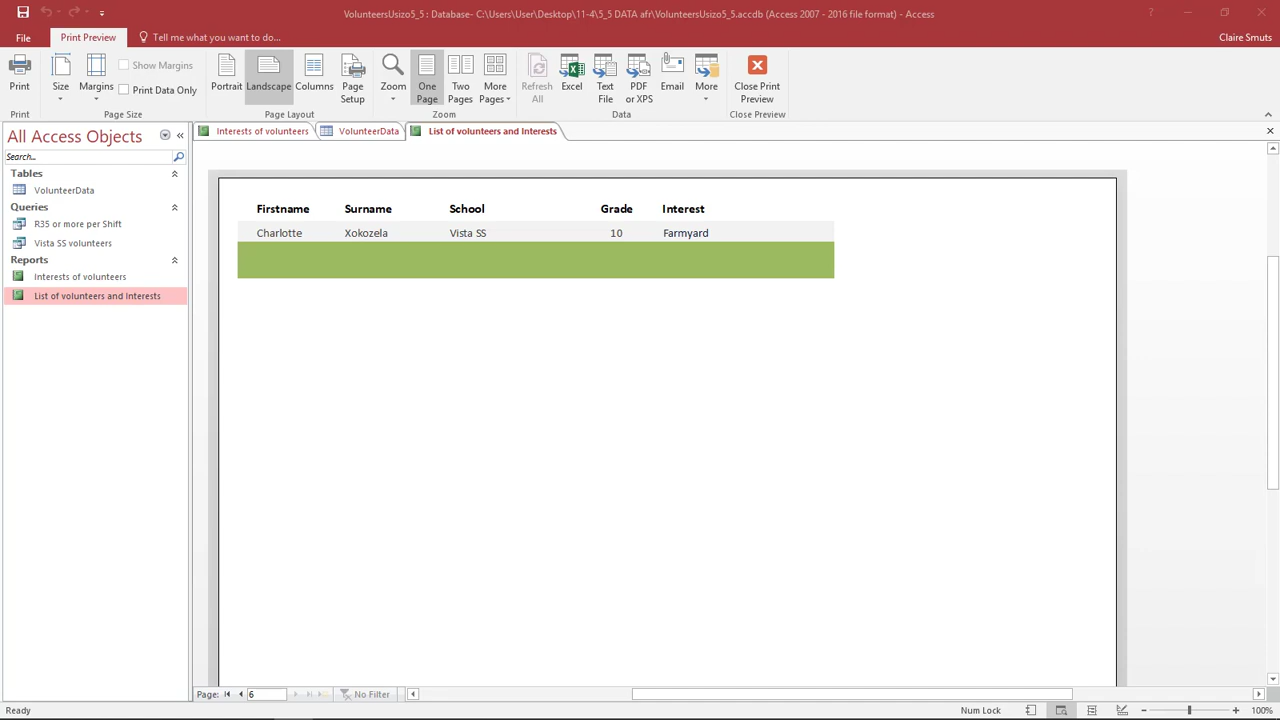 VolunteersUsizo5_5 : Database- C:\Users\User\Desktop\11-4\5_5 DATA afr\VolunteersUsizo5_5.accdb (Access 2007 - 2016 file format) - Access
File Print Preview Tell me what you want to do... Claire Smuts
Print
Size
Margins
Show Margins
Print Data Only
Portrait
Landscape
Columns
Page Setup
Zoom
One Page
Two Pages
More Pages
Refresh All
Excel
Text File
PDF or XPS
Email
More
Close Print Preview
Print Page Size Page Layout Zoom Data Close Preview
All Access Objects
Search...
Tables
VolunteerData
Queries
R35 or more per Shift
Vista SS volunteers
Reports
Interests of volunteers
List of volunteers and Interests
Interests of volunteers VolunteerData List of volunteers and Interests
Firstname Surname School Grade Interest
Charlotte Xokozela Vista SS 10 Farmyard
Page: 6 No Filter
Ready Num Lock 100%